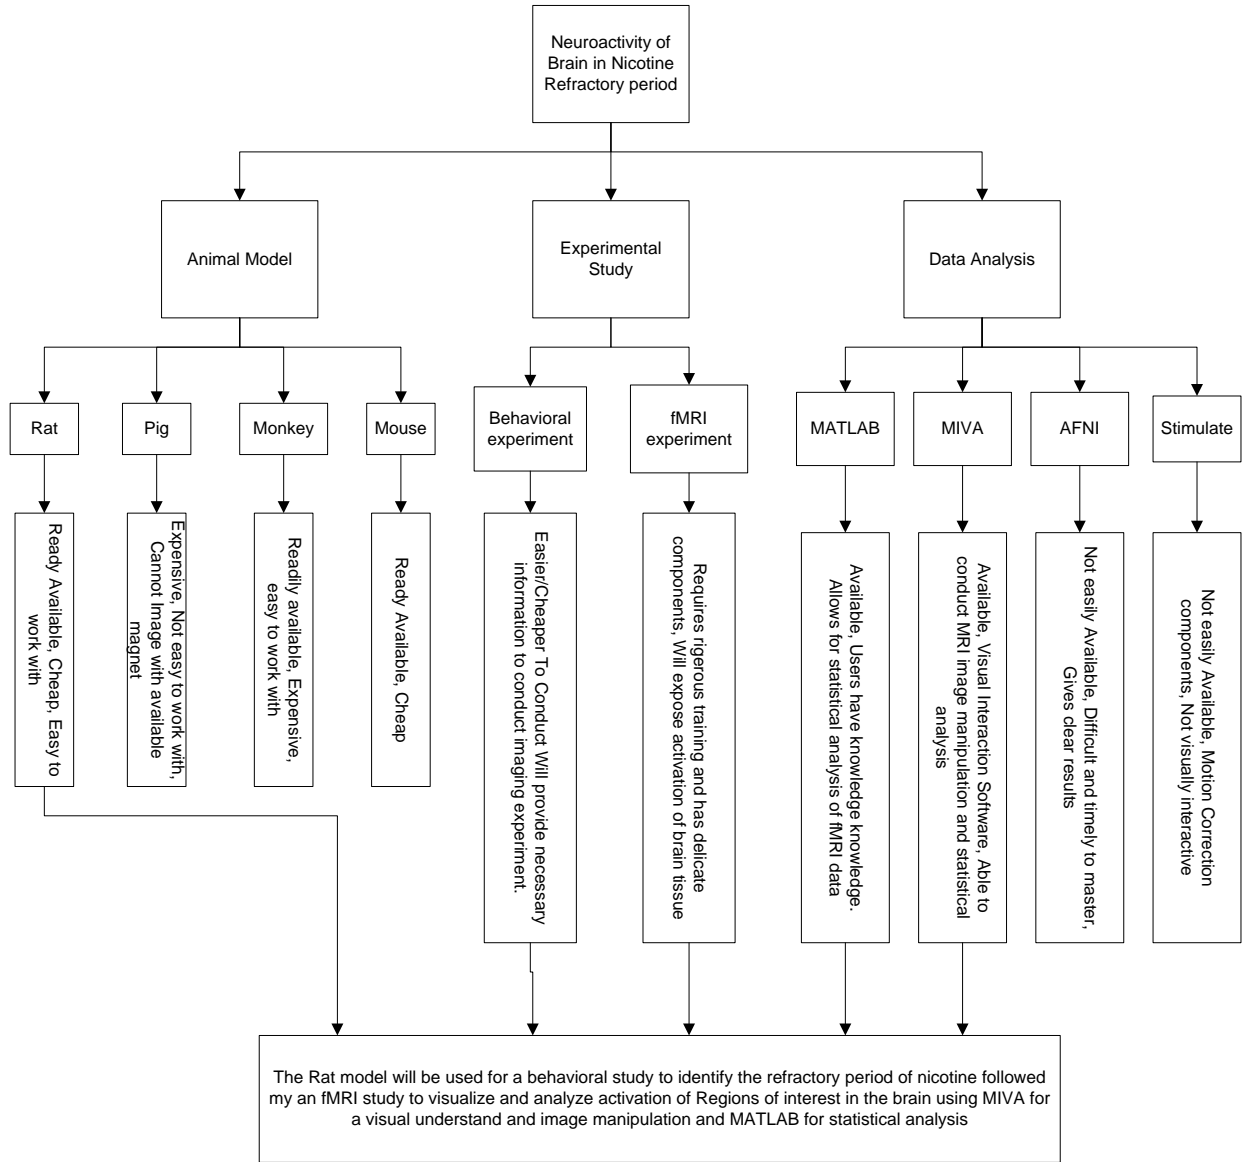 Neuroactivity of
Brain in Nicotine
Refractory period
Animal Model
Experimental
Study
Data Analysis
Rat
Pig
Monkey
Mouse
Behavioral
experiment
fMRI
experiment
MATLAB
MIVA
AFNI
Stimulate
Ready Available, Cheap, Easy to
work with
Expensive, Not easy to work with,
Cannot Image with available
magnet
Readily available, Expensive,
easy to work with
Ready Available, Cheap
Easier/Cheaper To Conduct Will provide necessary
information to conduct imaging experiment.
Requires rigerous training and has delicate
components, Will expose activation of brain tissue
Available, Users have knowledge knowledge.
Allows for statistical analysis of fMRI data
Available, Visual Interaction Software, Able to
conduct MRI image manipulation and statistical
analysis
Not easily Available, Difficult and timely to master,
Gives clear results
Not easily Available, Motion Correction
components, Not visually interactive
The Rat model will be used for a behavioral study to identify the refractory period of nicotine followed
my an fMRI study to visualize and analyze activation of Regions of interest in the brain using MIVA for
a visual understand and image manipulation and MATLAB for statistical analysis